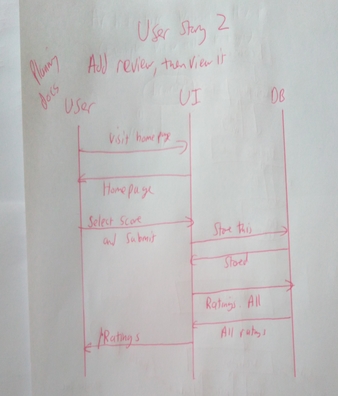 User Story 2
Planning
docs
Add review, then view it
User UI DB
Visit homepage
Homepage
Select Score
and Submit
Store this
Stored
Ratings All
All ratings
Ratings